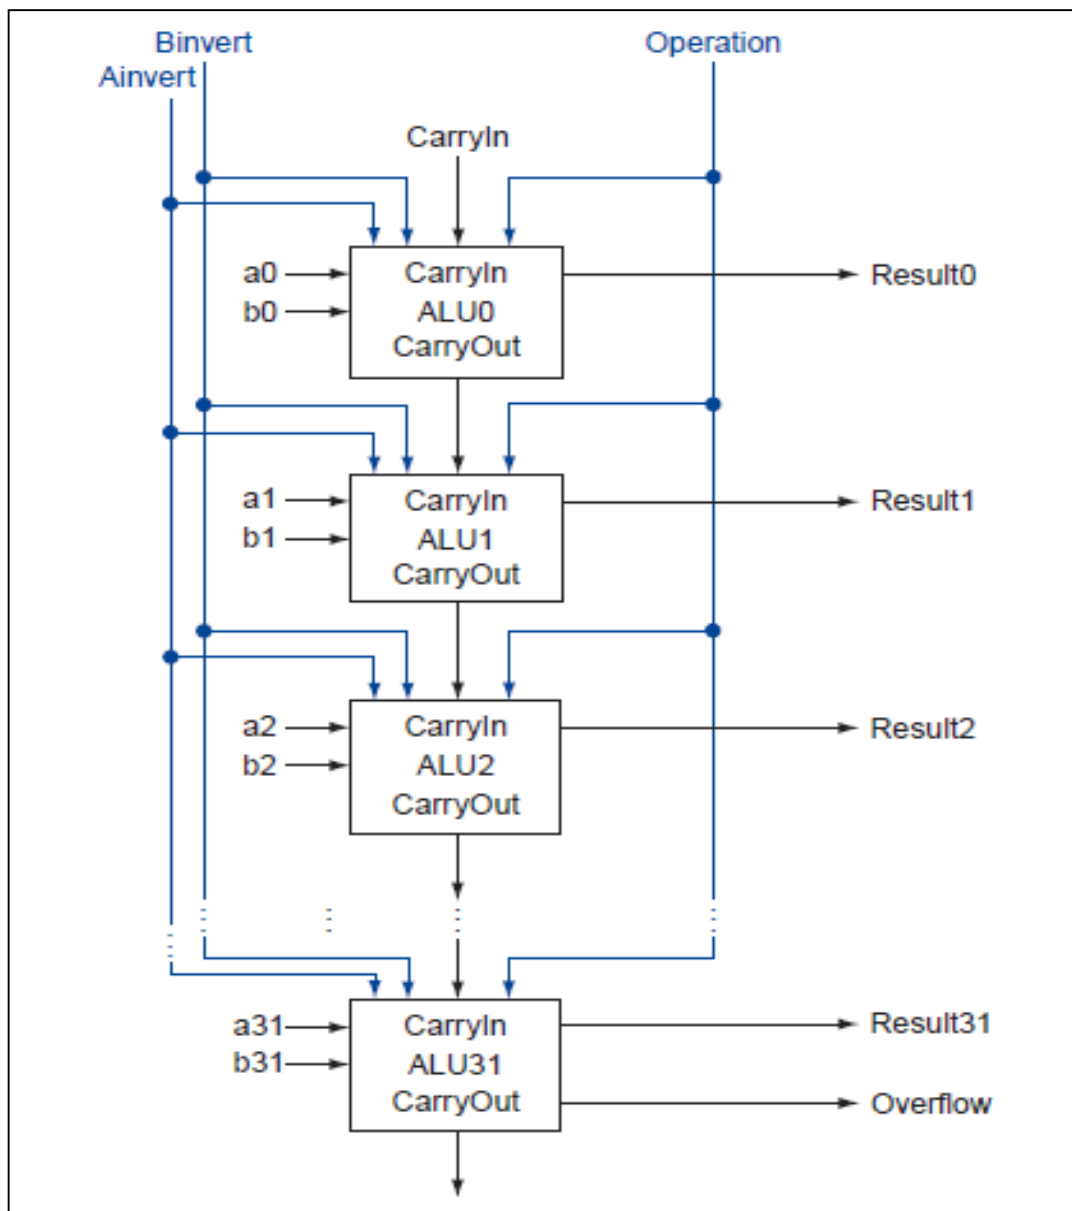 Binvert
Operation
Ainvert
CarryIn
a0
CarryIn
Result0
b0
ALU0
CarryOut
a1
CarryIn
Result1
b1
ALU1
CarryOut
a2
CarryIn
Result2
b2
ALU2
CarryOut
a31
CarryIn
Result31
b31
ALU31
CarryOut
Overflow